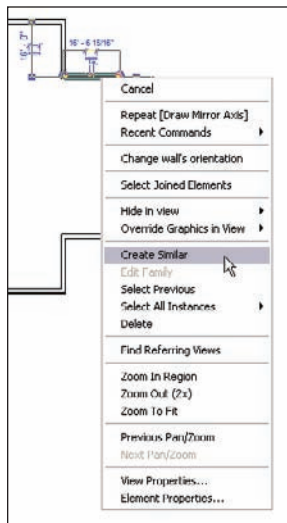 16' - 6 15/16"
Cancel
Repeat [Draw Mirror Axis]
Recent Commands
Change wall's orientation
Select Joined Elements
Hide in view
Override Graphics in View
Create Similar
Edit Family
Select Previous
Select All Instances
Delete
Find Referring Views
Zoom In Region
Zoom Out (2x)
Zoom To Fit
Previous Pan/Zoom
Next Pan/Zoom
View Properties...
Element Properties...